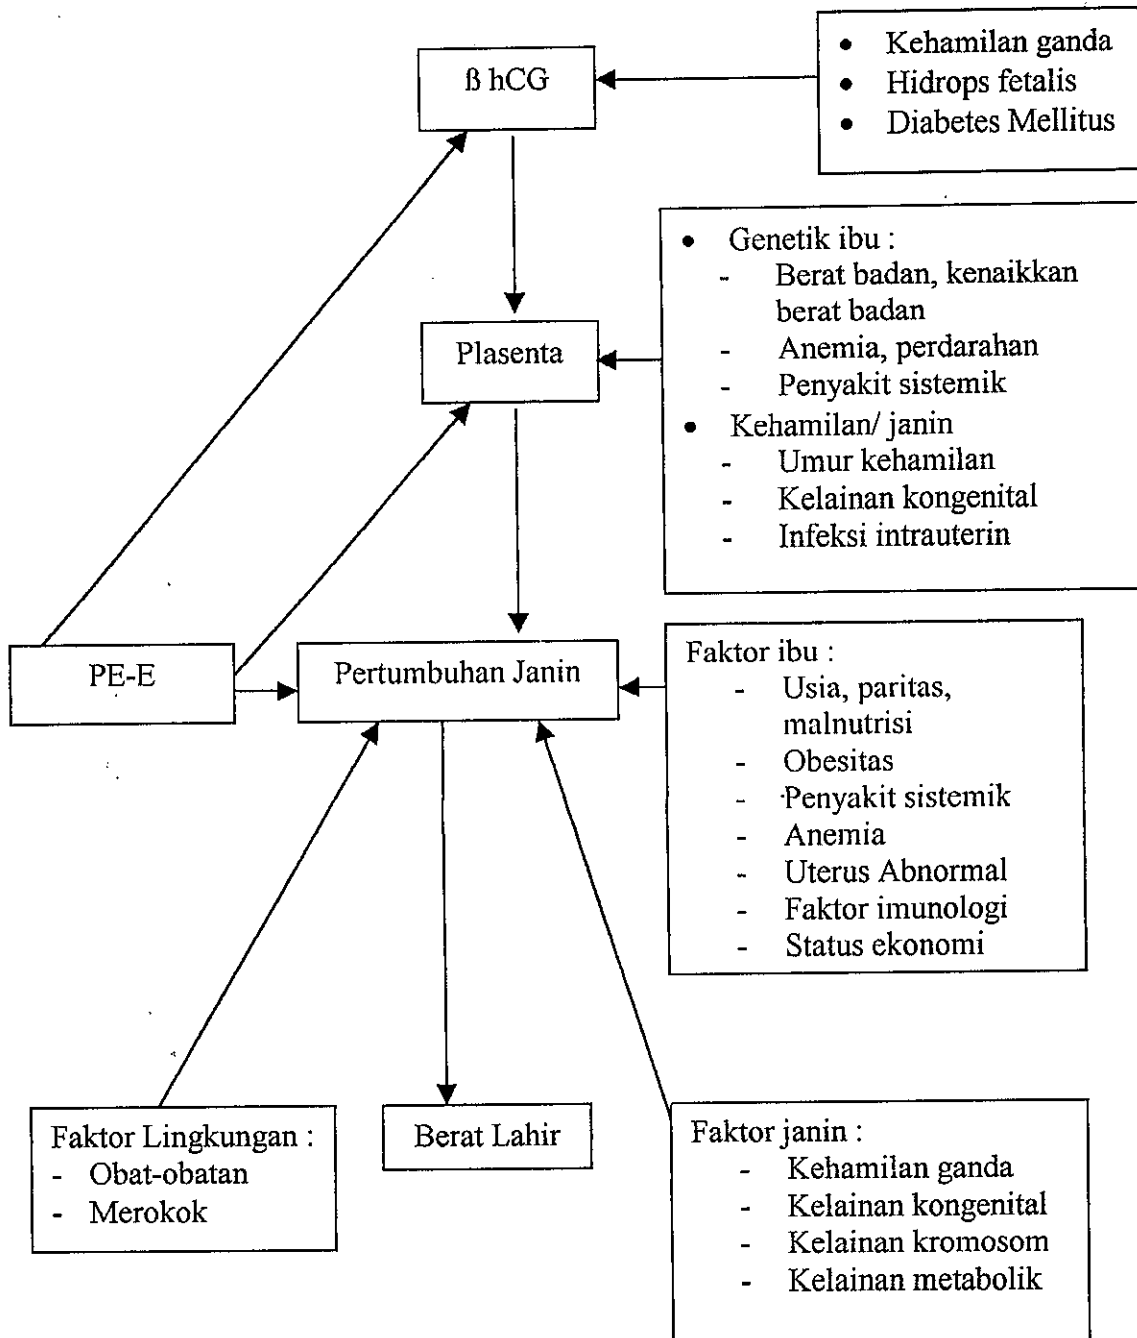 ß hCG
• Kehamilan ganda
• Hidrops fetalis
• Diabetes Mellitus
Plasenta
• Genetik ibu :
- Berat badan, kenaikkan
berat badan
- Anemia, perdarahan
- Penyakit sistemik
• Kehamilan/ janin
- Umur kehamilan
- Kelainan kongenital
- Infeksi intrauterin
PE-E
Pertumbuhan Janin
Faktor ibu :
- Usia, paritas,
malnutrisi
- Obesitas
- Penyakit sistemik
- Anemia
- Uterus Abnormal
- Faktor imunologi
- Status ekonomi
Faktor Lingkungan :
- Obat-obatan
- Merokok
Berat Lahir
Faktor janin :
- Kehamilan ganda
- Kelainan kongenital
- Kelainan kromosom
- Kelainan metabolik